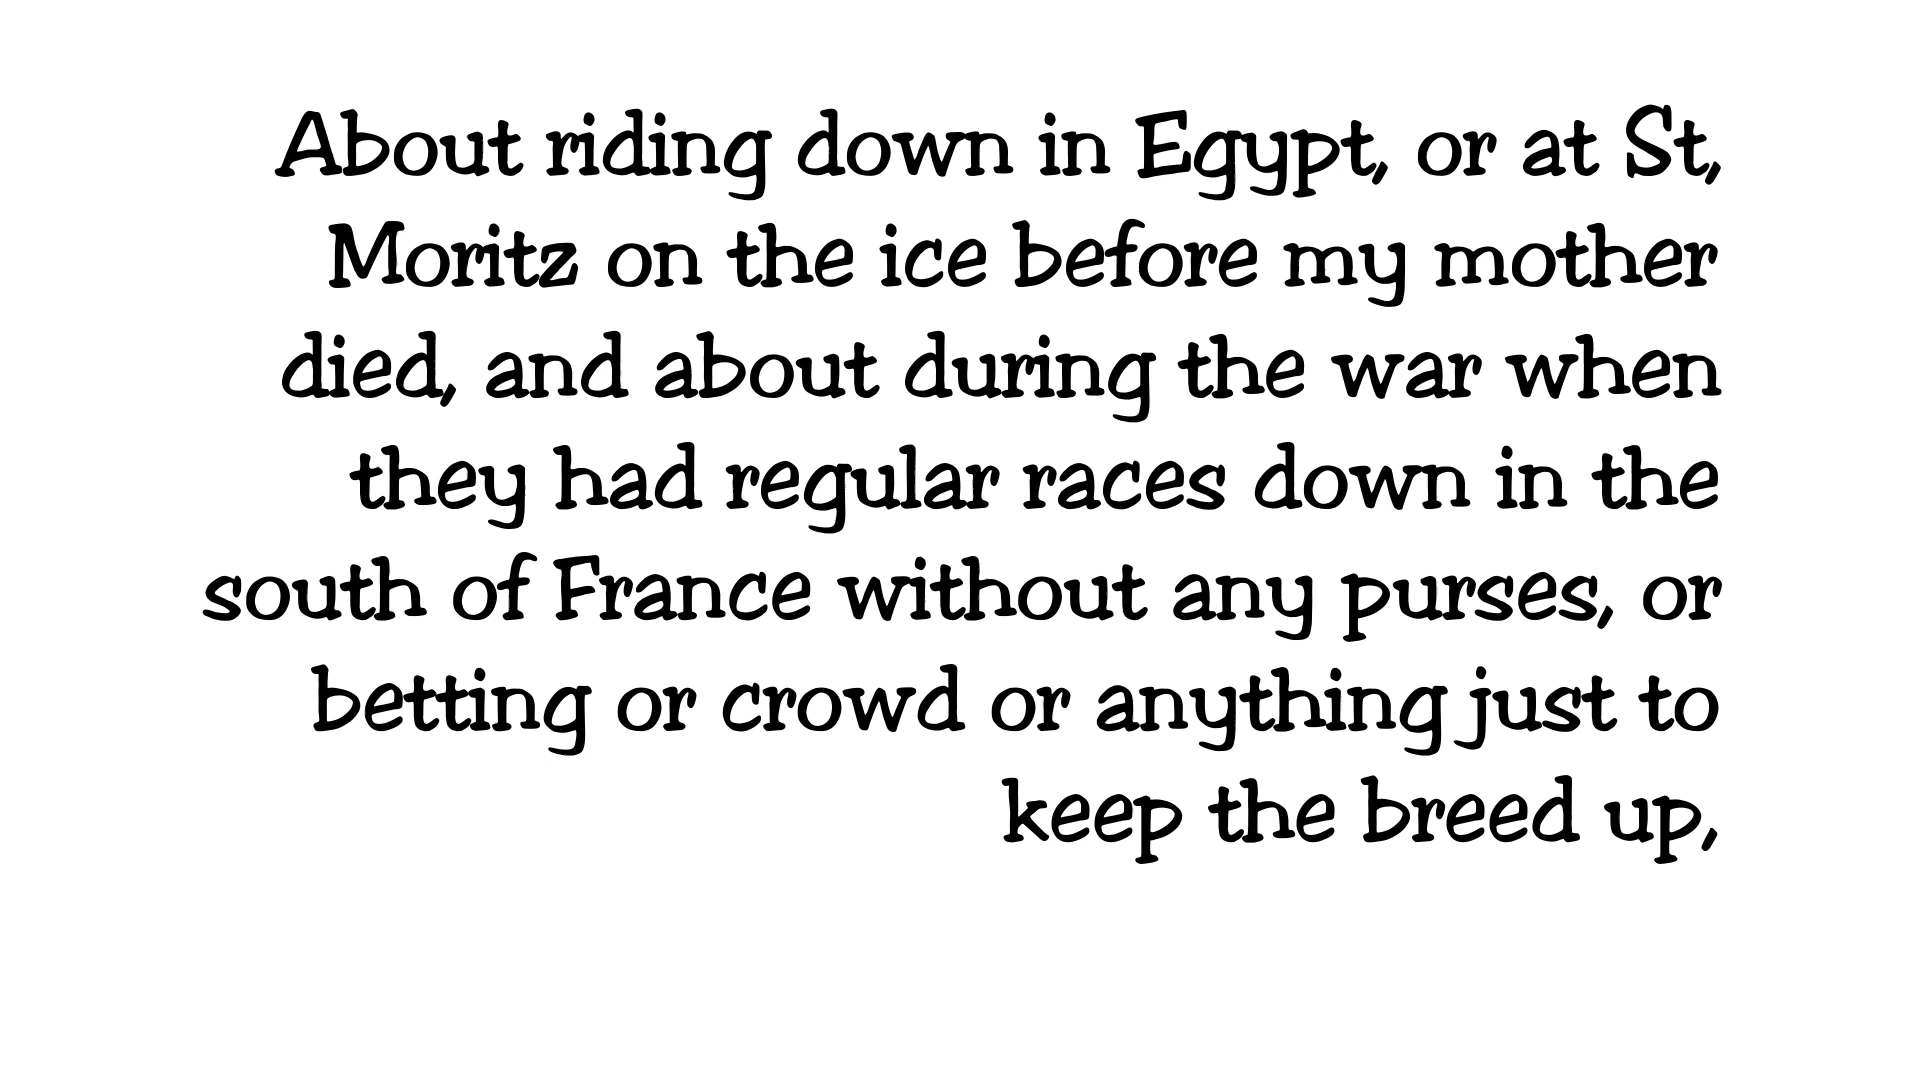 About riding down in Egypt, or at St,
Moritz on the ice before my mother
died, and about during the war when
they had regular races down in the
south of France without any purses, or
betting or crowd or anything just to
keep the breed up,